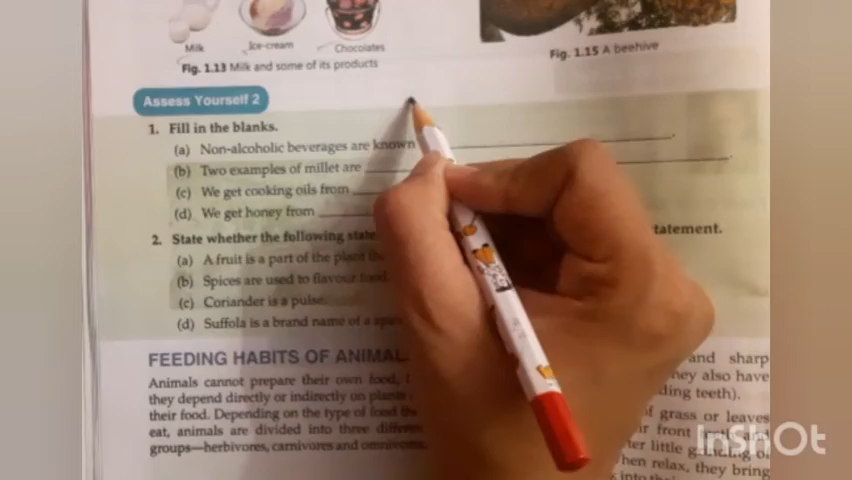 Milk
Ice-cream
Chocolates
Fig. 1.13 Milk and some of its products
Fig. 1.15 A beehive
Assess Yourself 2
1. Fill in the blanks.
(a) Non-alcoholic beverages are known
(b) Two examples of millet are
(c) We get cooking oils from
(d) We get honey from
2. State whether the following state tatement.
(a) A fruit is a part of the plant th
(b) Spices are used to flavour food
(c) Coriander is a pulse.
(d) Suffola is a brand name of a
FEEDING HABITS OF ANIMAL
Animals cannot prepare their own food,
they depend directly or indirectly on plants
their food. Depending on the type of food the
eat, animals are divided into three differen
groups—herbivores, carnivores and omnivores
and sharp
hey also have
ding teeth).
of grass or leaves
ir front
ter little grinding of
hen relax, they bring
InShOt